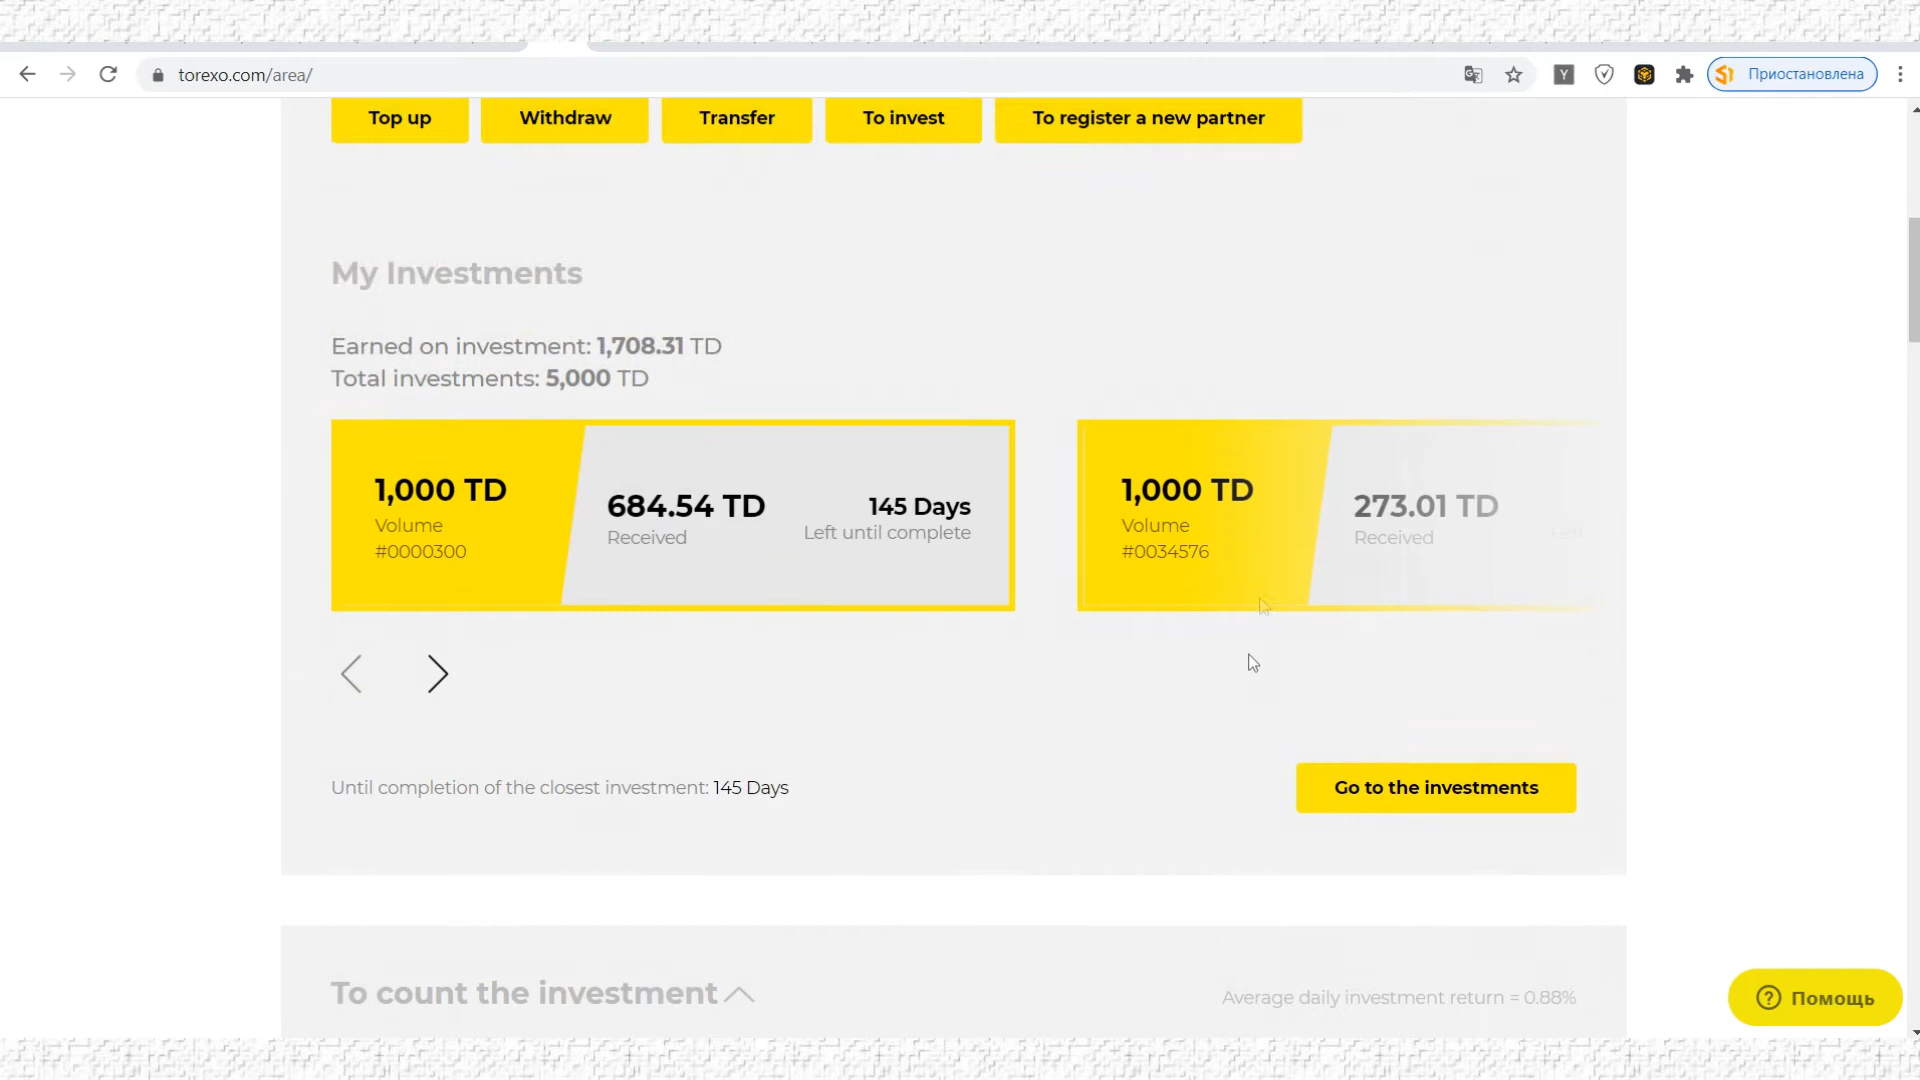 torexo.com/area/
Y
Приостановлена
Top up
Withdraw
Transfer
To invest
To register a new partner
My Investments
Earned on investment: 1,708.31 TD
Total investments: 5,000 TD
1,000 TD
Volume
#0000300
684.54 TD
Received
145 Days
Left until complete
1,000 TD
Volume
#0034576
273.01 TD
Received
Until completion of the closest investment: 145 Days
Go to the investments
To count the investment
Average daily investment return = 0.88%
? Помощь